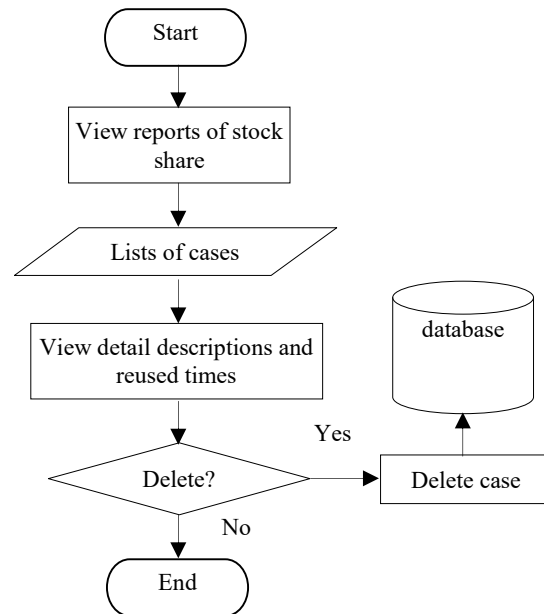 Start
View reports of stock
share
Lists of cases
View detail descriptions and
reused times
database
Yes
Delete?
Delete case
No
End